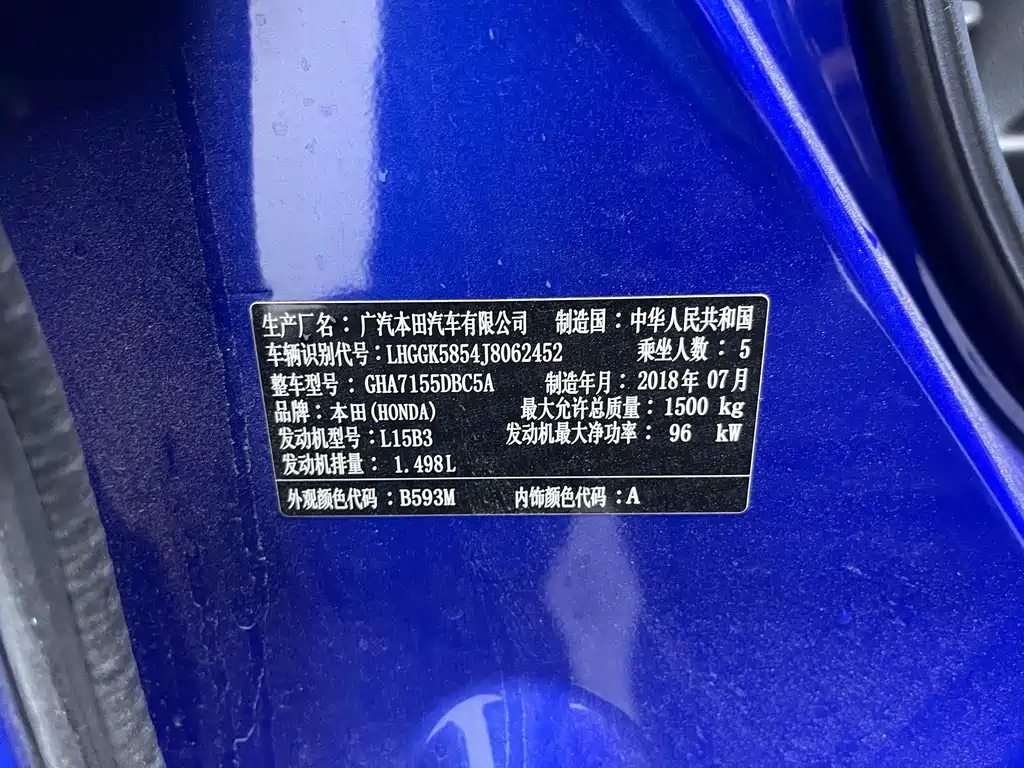 生产厂名：广汽本田汽车有限公司 制造国：中华人民共和国
车辆识别代号：LHGGK5854J8062452 乘坐人数：5
整车型号：GHA7155DBC5A 制造年月：2018年07月
品牌：本田(HONDA) 最大允许总质量：1500 kg
发动机型号：L15B3 发动机最大净功率：96 kW
发动机排量：1.498L
外观颜色代码：B593M 内饰颜色代码：A